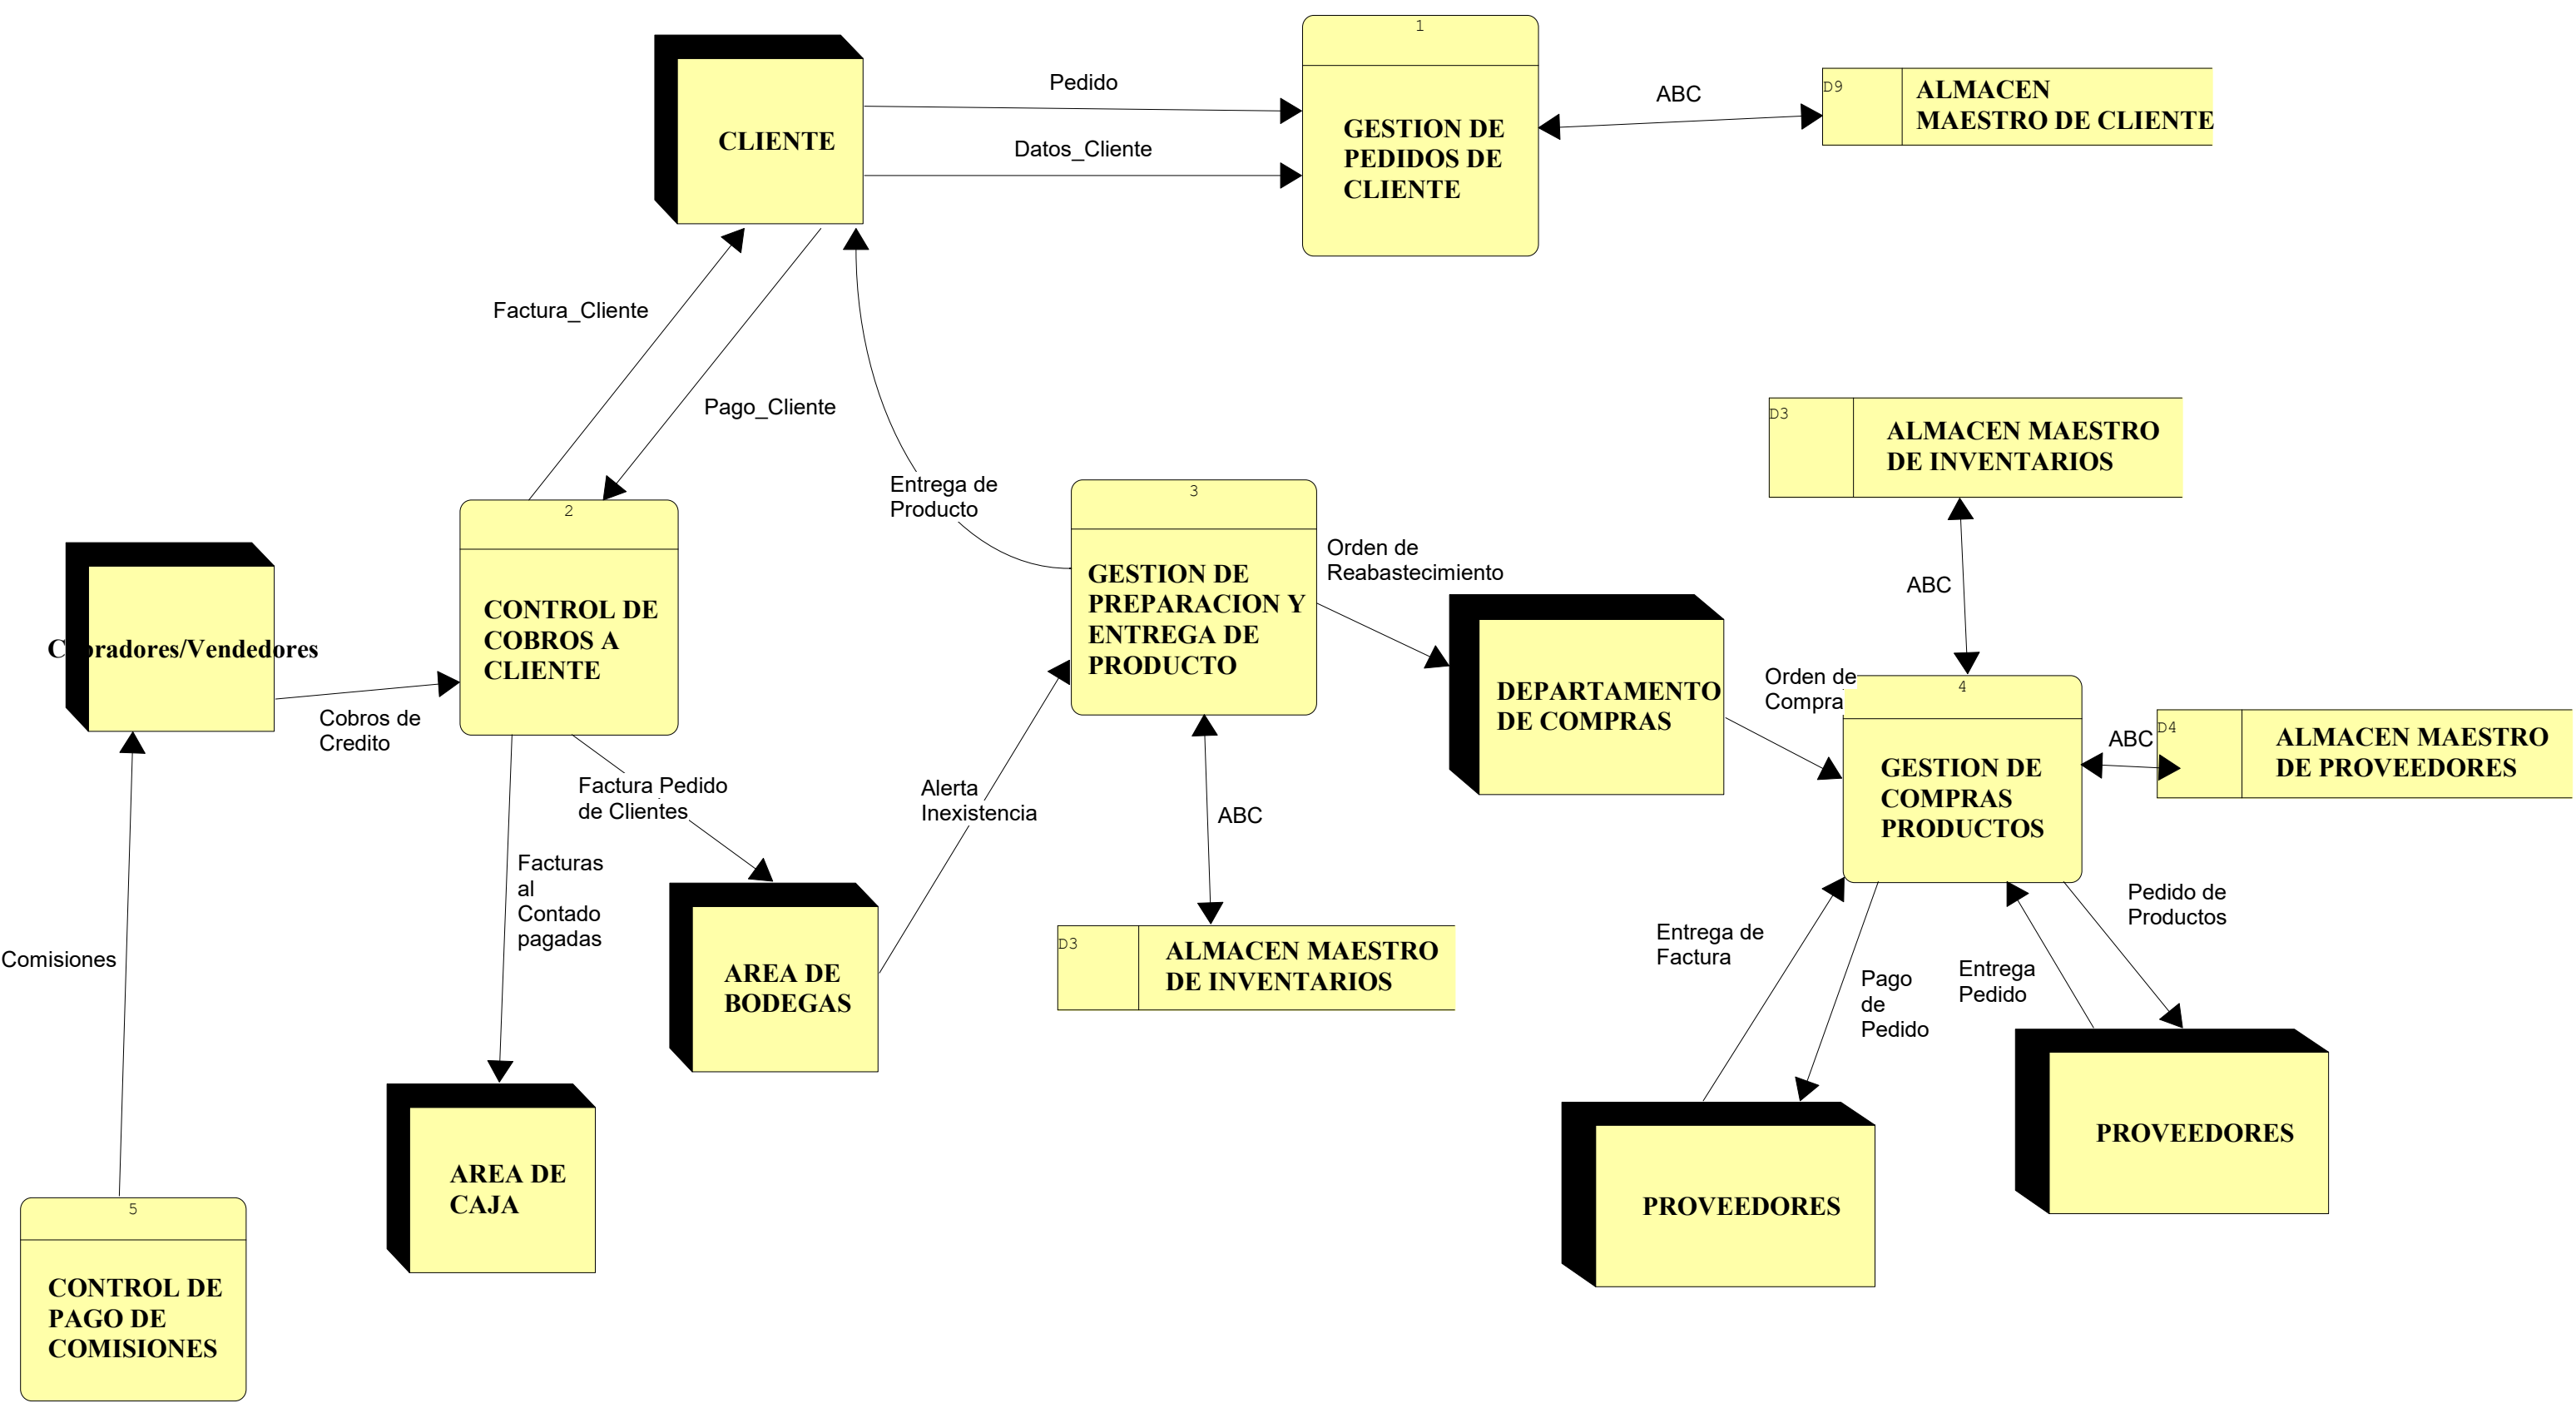 1
Pedido
CLIENTE
Datos_Cliente
GESTION DE
PEDIDOS DE
CLIENTE
ABC
D9
ALMACEN
MAESTRO DE CLIENTE
Factura_Cliente
Pago_Cliente
Entrega de
Producto
D3
ALMACEN MAESTRO
DE INVENTARIOS
ABC
2
CONTROL DE
COBROS A
CLIENTE
3
GESTION DE
PREPARACION Y
ENTREGA DE
PRODUCTO
Orden de
Reabastecimiento
Cobradores/Vendedores
Cobros de
Credito
DEPARTAMENTO
DE COMPRAS
Orden de
Compra
4
GESTION DE
COMPRAS
PRODUCTOS
ABC
D4
ALMACEN MAESTRO
DE PROVEEDORES
Factura Pedido
de Clientes
Alerta
Inexistencia
ABC
Facturas
al
Contado
pagadas
Comisiones
AREA DE
BODEGAS
D3
ALMACEN MAESTRO
DE INVENTARIOS
Entrega de
Factura
Pago
de
Pedido
Entrega
Pedido
Pedido de
Productos
AREA DE
CAJA
PROVEEDORES
PROVEEDORES
5
CONTROL DE
PAGO DE
COMISIONES